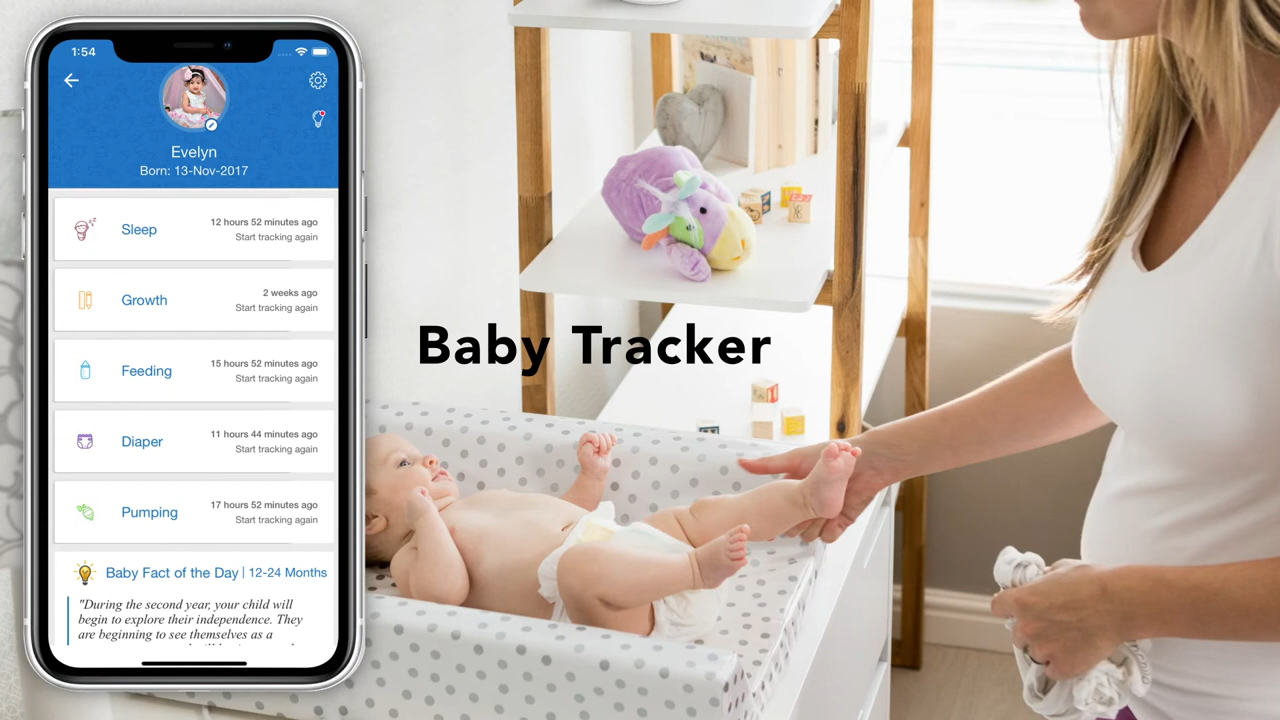 1:54
Evelyn
Born: 13-Nov-2017
Sleep
12 hours 52 minutes ago
Start tracking again
Growth
2 weeks ago
Start tracking again
Feeding
15 hours 52 minutes ago
Start tracking again
Diaper
11 hours 44 minutes ago
Start tracking again
Pumping
17 hours 52 minutes ago
Start tracking again
Baby Fact of the Day | 12-24 Months
"During the second year, your child will
begin to explore their independence. They
are beginning to see themselves as a
Baby Tracker